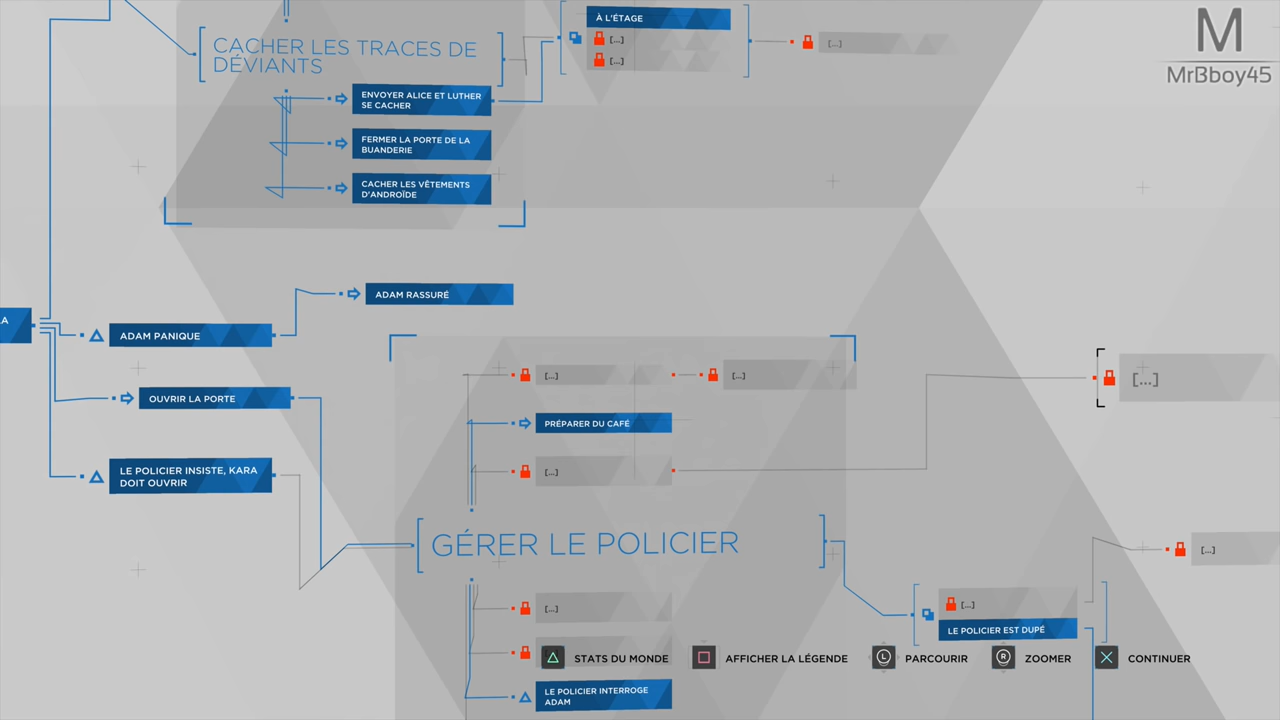 À L'ÉTAGE
[...]
[...]
[...]
M
MrBboy45
CACHER LES TRACES DE
DÉVIANTS
ENVOYER ALICE ET LUTHER
SE CACHER
FERMER LA PORTE DE LA
BUANDERIE
CACHER LES VÊTEMENTS
D'ANDROÏDE
ADAM RASSURÉ
A
ADAM PANIQUE
OUVRIR LA PORTE
LE POLICIER INSISTE, KARA
DOIT OUVRIR
[...]
[...]
[...]
PRÉPARER DU CAFÉ
[...]
GÉRER LE POLICIER
[...]
[...]
[...]
LE POLICIER EST DUPÉ
STATS DU MONDE
AFFICHER LA LÉGENDE
L
PARCOURIR
R
ZOOMER
CONTINUER
LE POLICIER INTERROGE
ADAM